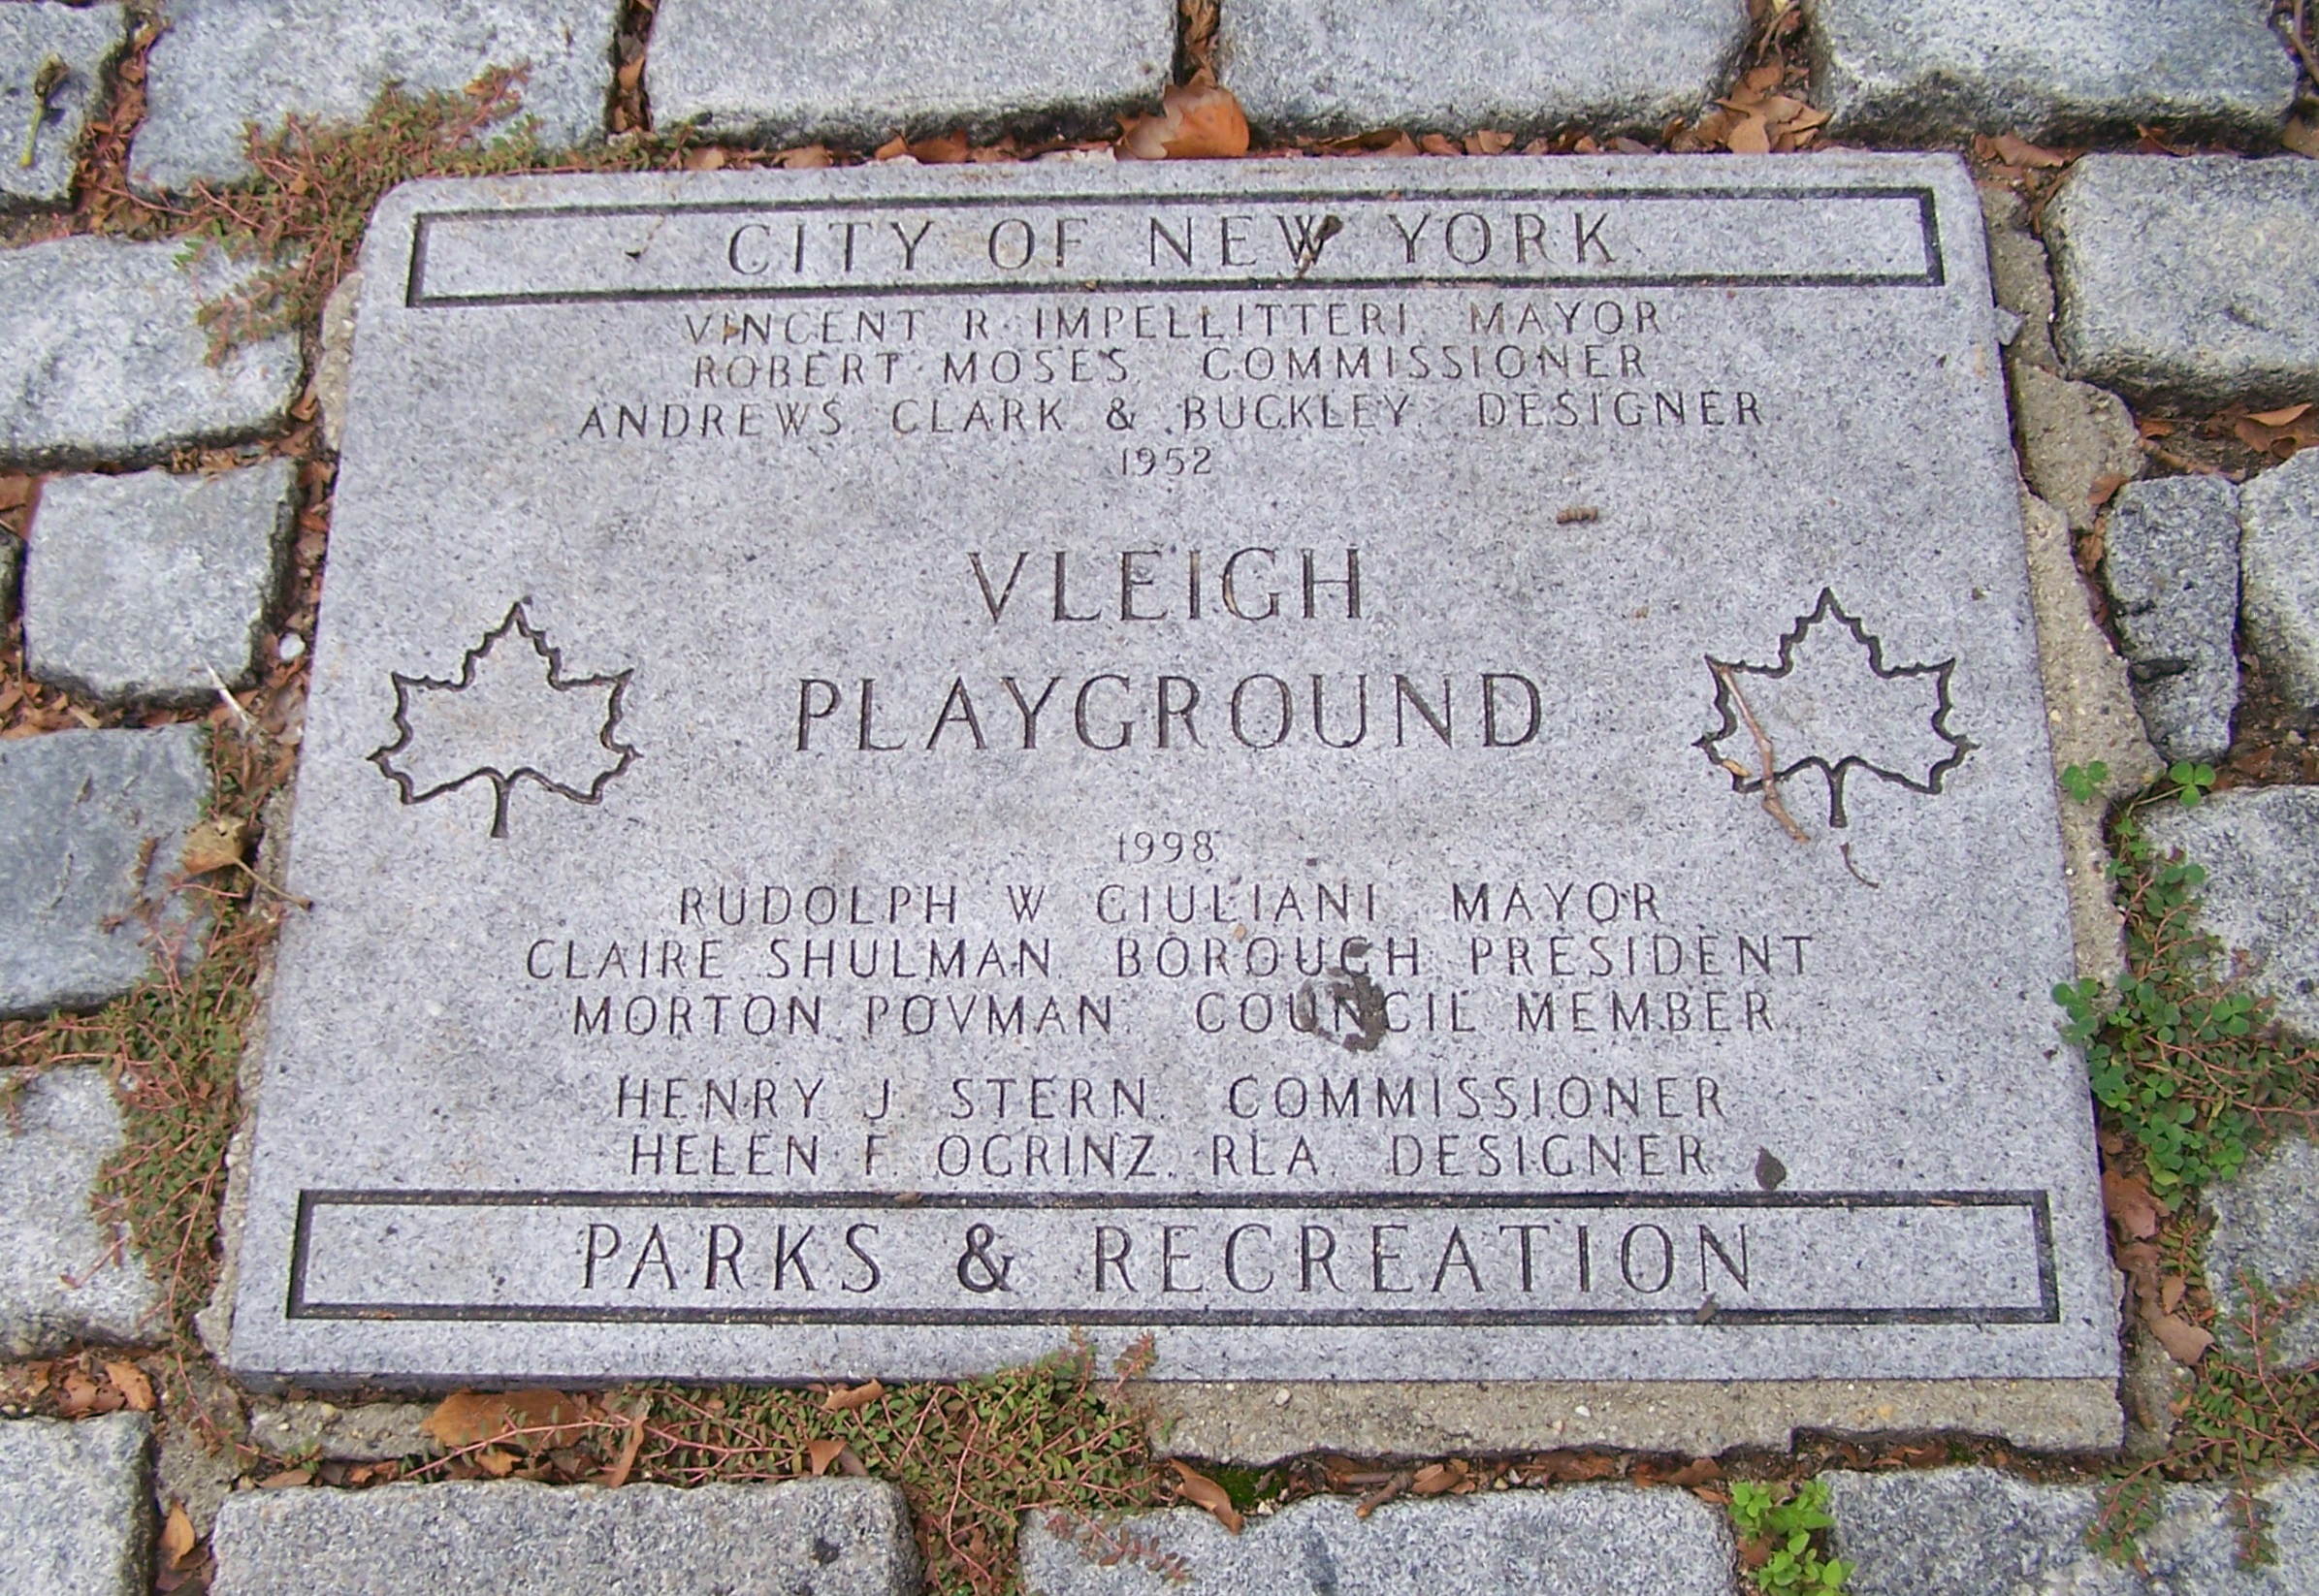 CITY OF NEW YORK
VINCENT R. IMPELLITTERI, MAYOR
ROBERT MOSES, COMMISSIONER
ANDREWS, CLARK & BUCKLEY, DESIGNER
1952
VLEIGH
PLAYGROUND
1998
RUDOLPH W. GIULIANI, MAYOR
CLAIRE SHULMAN, BOROUGH PRESIDENT
MORTON POVMAN, COUNCIL MEMBER
HENRY J. STERN, COMMISSIONER
HELEN F. OGRINZ, RLA, DESIGNER
PARKS & RECREATION